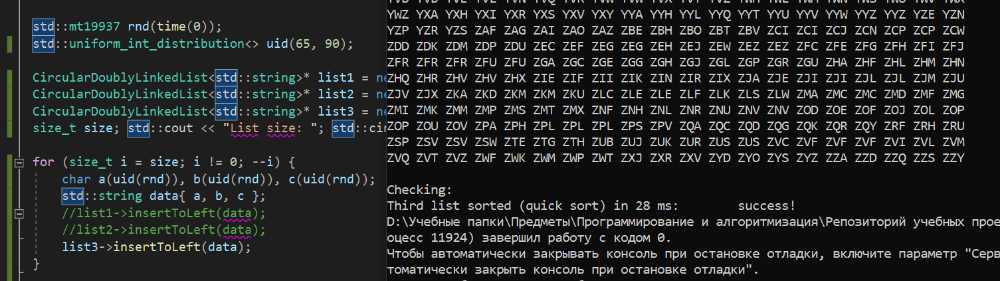 std::mt19937 rnd(time(0));
std::uniform_int_distribution<> uid(65, 90);
CircularDoublyLinkedList<std::string>* list1 = ne
CircularDoublyLinkedList<std::string>* list2 = ne
CircularDoublyLinkedList<std::string>* list3 = ne
size_t size; std::cout << "List size: "; std::cin
for (size_t i = size; i != 0; --i) {
char a(uid(rnd)), b(uid(rnd)), c(uid(rnd));
std::string data{ a, b, c };
//list1->insertToLeft(data);
//list2->insertToLeft(data);
list3->insertToLeft(data);
}
YWZ YXA YXH YXI YXR YXS YXV YXY YYA YYH YYL YYQ YYT YYU YYV YYW YYZ YYZ YZE YZN
YZP YZR YZS ZAF ZAG ZAI ZAO ZAZ ZBE ZBH ZBO ZBT ZBV ZCI ZCI ZCJ ZCN ZCP ZCP ZCW
ZDD ZDK ZDM ZDP ZDU ZEC ZEF ZEG ZEG ZEH ZEJ ZEW ZEZ ZEZ ZFC ZFE ZFG ZFH ZFI ZFJ
ZFR ZFR ZFR ZFU ZFU ZGA ZGC ZGE ZGG ZGH ZGJ ZGL ZGP ZGR ZGU ZHA ZHF ZHL ZHM ZHN
ZHQ ZHR ZHV ZHV ZHX ZIE ZIF ZII ZIK ZIN ZIR ZIX ZJA ZJE ZJI ZJI ZJL ZJL ZJM ZJU
ZJV ZJX ZKA ZKD ZKM ZKM ZKU ZLC ZLE ZLE ZLF ZLK ZLS ZLW ZMA ZMC ZMC ZMD ZMF ZMG
ZMI ZMK ZMM ZMP ZMS ZMT ZMX ZNF ZNH ZNL ZNR ZNU ZNV ZNV ZOD ZOE ZOF ZOJ ZOL ZOP
ZOP ZOU ZOV ZPA ZPH ZPL ZPL ZPL ZPS ZPV ZQA ZQC ZQD ZQG ZQK ZQR ZQY ZRF ZRH ZRU
ZSP ZSV ZSV ZSW ZTE ZTG ZTH ZUB ZUJ ZUK ZUR ZUS ZUS ZVC ZVF ZVF ZVF ZVI ZVL ZVM
ZVQ ZVT ZVZ ZWF ZWK ZWM ZWP ZWT ZXJ ZXR ZXV ZYD ZYO ZYS ZYZ ZZA ZZD ZZQ ZZS ZZY
Checking:
Third list sorted (quick sort) in 28 ms: success!
D:\Учебные папки\Предметы\Программирование и алгоритмизация\Репозиторий учебных прое
оцесс 11924) завершил работу с кодом 0.
Чтобы автоматически закрывать консоль при остановке отладки, включите параметр "Серв
томатически закрыть консоль при остановке отладки".